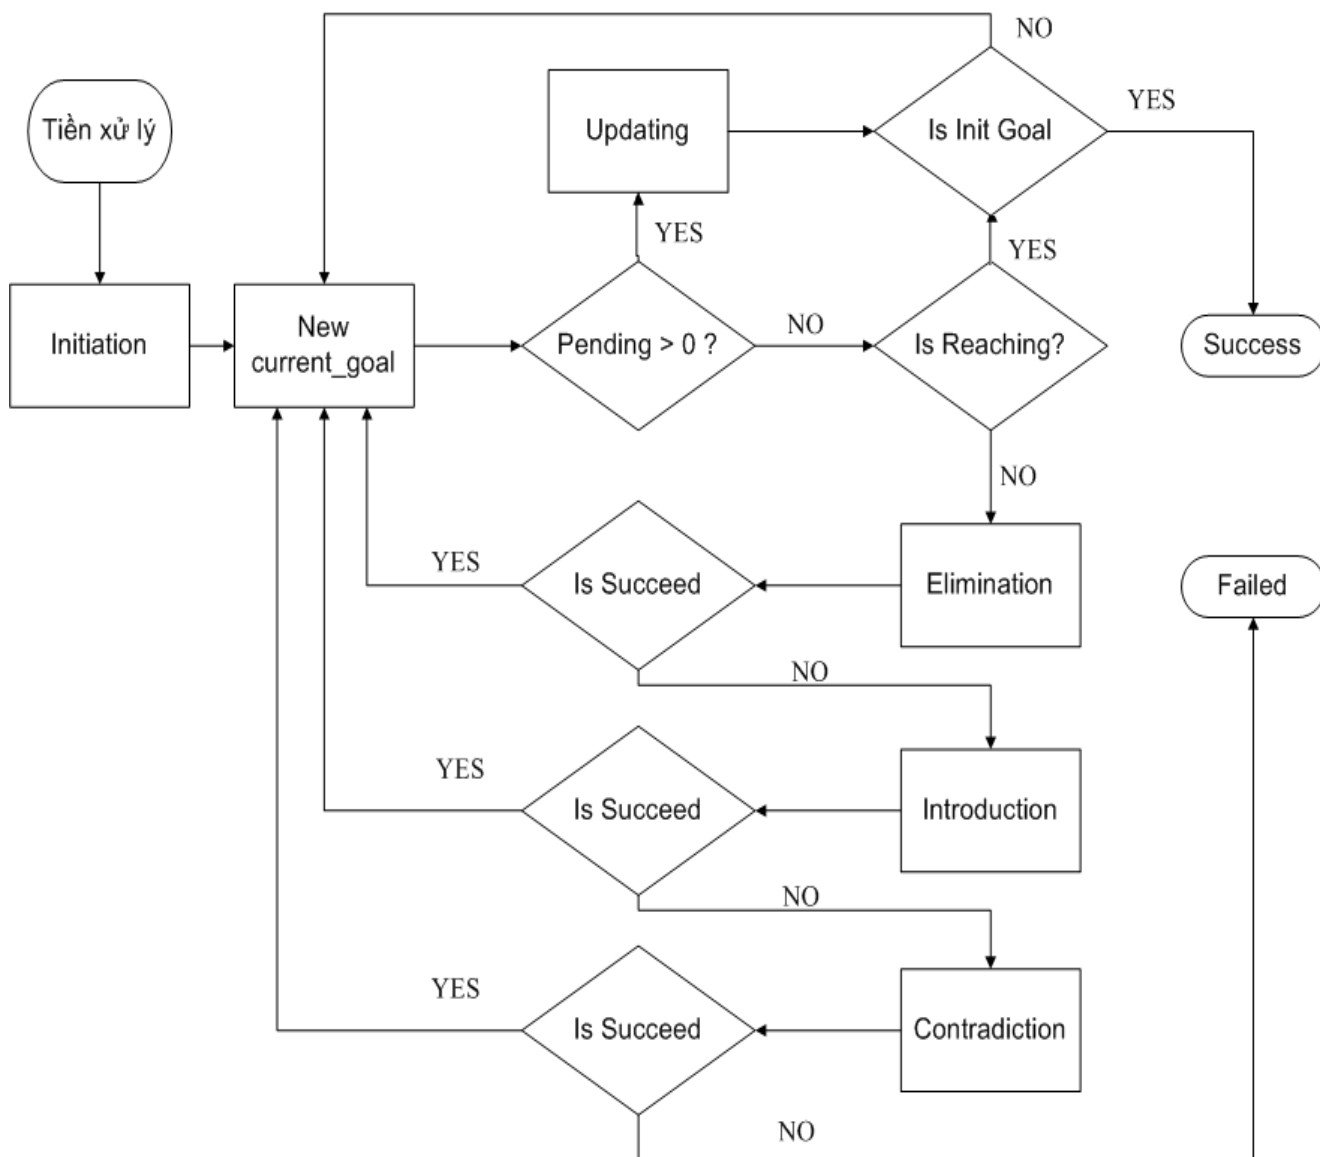 NO
Tiền xử lý
Updating
Is Init Goal
YES
YES
YES
Initiation
New
current_goal
Pending > 0 ?
NO
Is Reaching?
Success
NO
YES
Is Succeed
Elimination
Failed
NO
YES
Is Succeed
Introduction
NO
YES
Is Succeed
Contradiction
NO